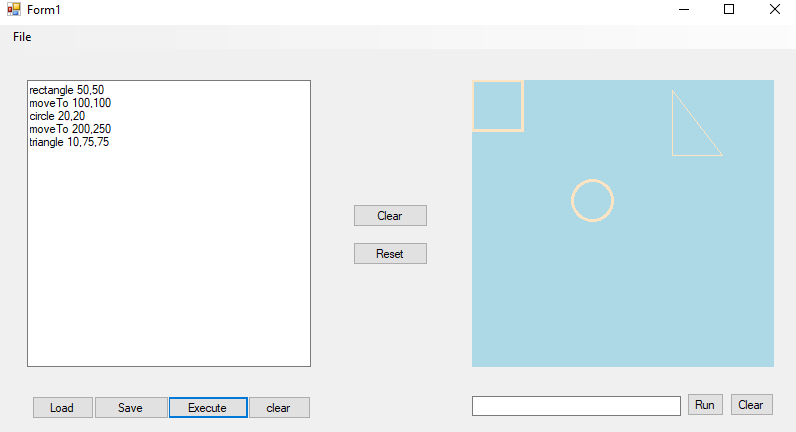 Form1
File
rectangle 50,50
moveTo 100,100
circle 20,20
moveTo 200,250
triangle 10,75,75
Clear
Reset
Load Save Execute clear
Run Clear